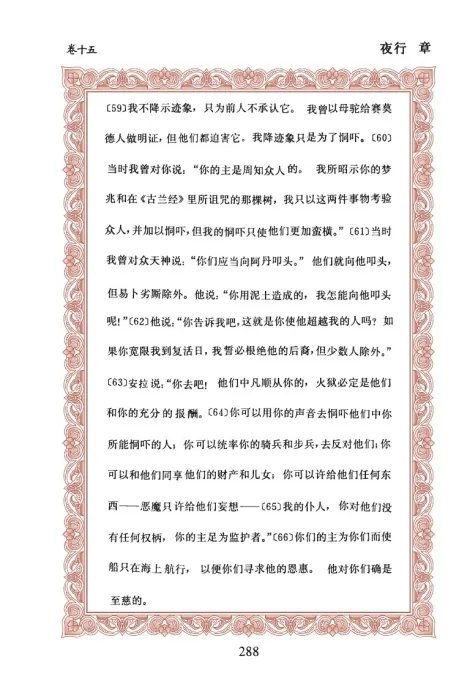 卷十五
夜行 章
〔59〕我不降示迹象，只为前人不承认它。 我曾以母驼给赛莫
德人做明证，但他们都迫害它。我降迹象只是为了恫吓。〔60〕
当时我曾对你说：“你的主是周知众人的。 我所昭示你的梦
兆和在《古兰经》里所诅咒的那棵树，我只以这两件事物考验
众人，并加以恫吓，但我的恫吓只使他们更加蛮横。”〔61〕当时
我曾对众天神说：“你们应当向阿丹叩头。” 他们就向他叩头，
但易卜劣厮除外。他说：“你用泥土造成的，我怎能向他叩头
呢！”〔62〕他说：“你告诉我吧，这就是你使他超越我的人吗？如
果你宽限我到复活日，我誓必根绝他的后裔，但少数人除外。”
〔63〕安拉说：“你去吧！ 他们中凡顺从你的，火狱必定是他们
和你的充分的报酬。〔64〕你可以用你的声音去恫吓他们中你
所能恫吓的人；你可以统率你的骑兵和步兵，去反对他们；你
可以和他们同享他们的财产和儿女；你可以许给他们任何东
西——恶魔只许给他们妄想——〔65〕我的仆人，你对他们没
有任何权柄，你的主足为监护者。”〔66〕你们的主为你们而使
船只在海上航行，以便你们寻求他的恩惠。 他对你们确是
至慈的。
288